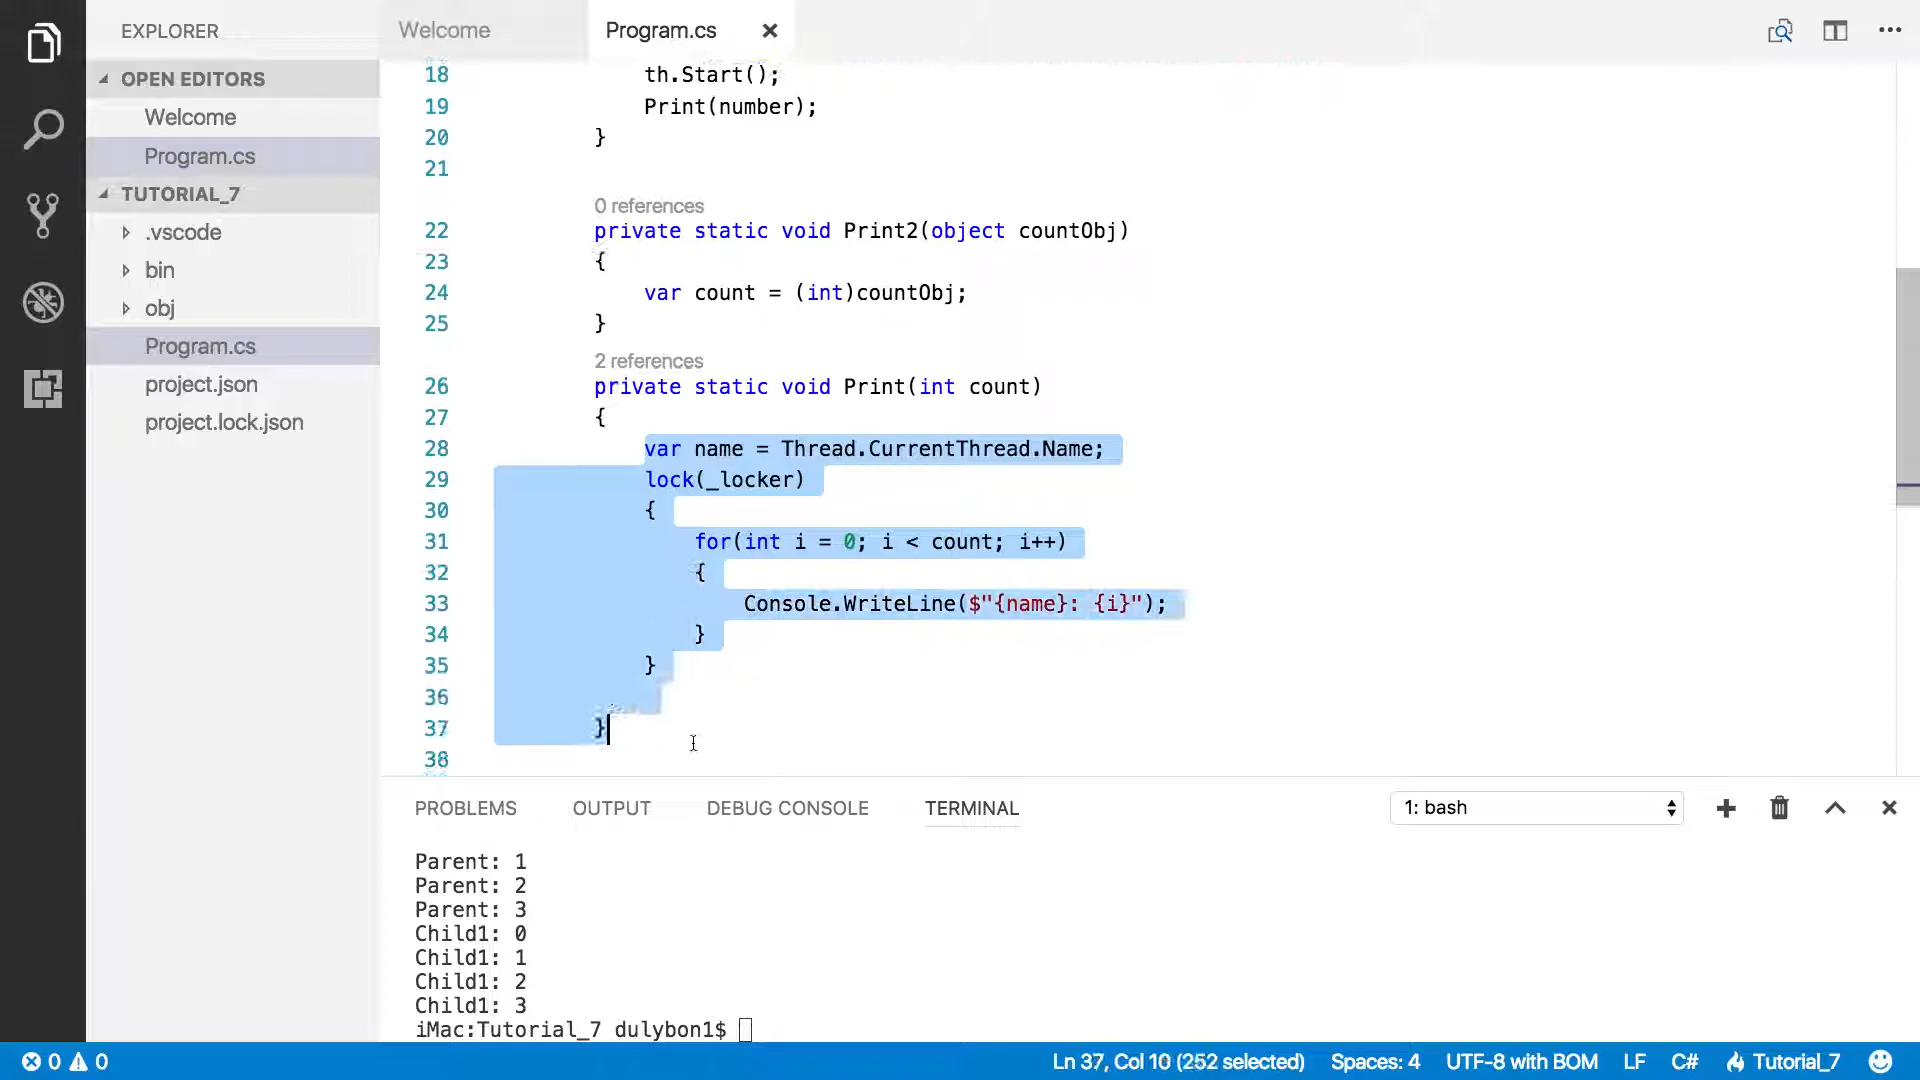 EXPLORER
OPEN EDITORS
Welcome
Program.cs
TUTORIAL_7
.vscode
bin
obj
Program.cs
project.json
project.lock.json
Welcome
Program.cs
18 th.Start();
19 Print(number);
20 }
21
0 references
22 private static void Print2(object countObj)
23 {
24 var count = (int)countObj;
25 }
2 references
26 private static void Print(int count)
27 {
28 var name = Thread.CurrentThread.Name;
29 lock(_locker)
30 {
31 for(int i = 0; i < count; i++)
32 {
33 Console.WriteLine($"{name}: {i}");
34 }
35 }
36
37 }
38
PROBLEMS OUTPUT DEBUG CONSOLE TERMINAL 1: bash
Parent: 1
Parent: 2
Parent: 3
Child1: 0
Child1: 1
Child1: 2
Child1: 3
iMac:Tutorial_7 dulybon1$
0 0 Ln 37, Col 10 (252 selected) Spaces: 4 UTF-8 with BOM LF C# Tutorial_7